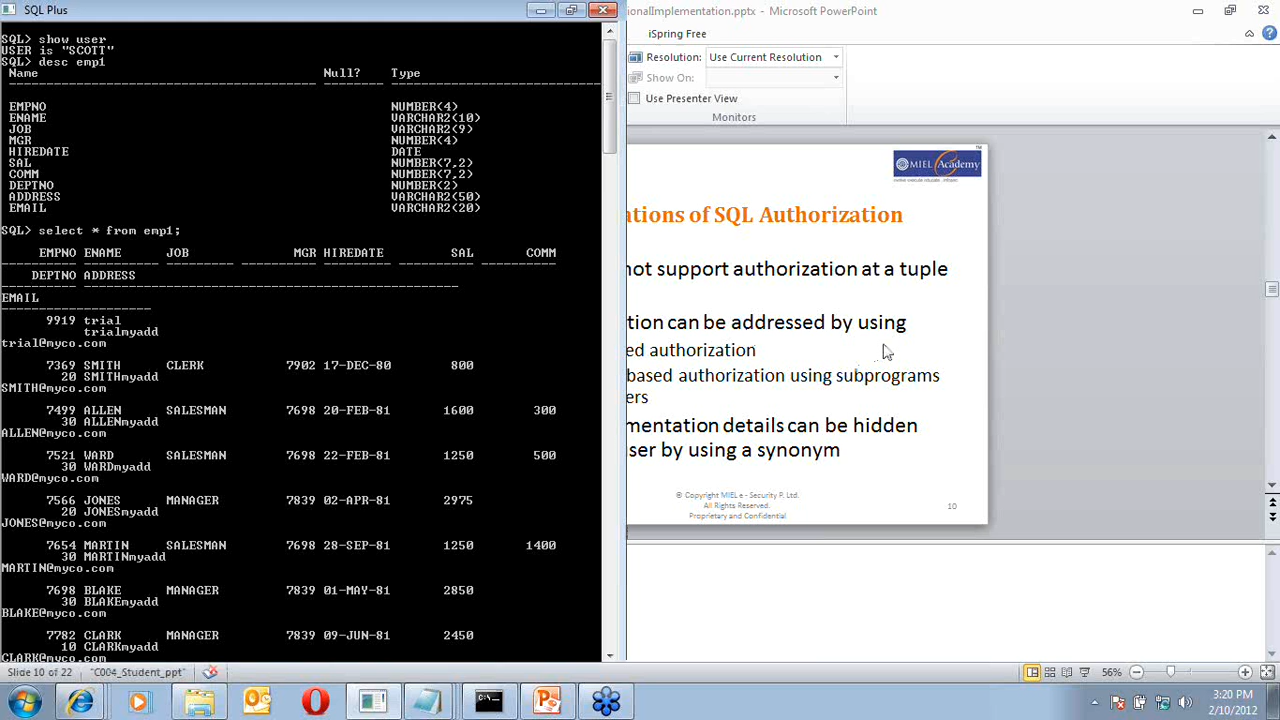 SQL Plus
SQL> show user
USER is "SCOTT"
SQL> desc emp1
Name Null? Type
EMPNO NUMBER(4)
ENAME VARCHAR2(10)
JOB VARCHAR2(9)
MGR NUMBER(4)
HIREDATE DATE
SAL NUMBER(7,2)
COMM NUMBER(7,2)
DEPTNO NUMBER(2)
ADDRESS VARCHAR2(50)
EMAIL VARCHAR2(20)
SQL> select * from emp1;
EMPNO ENAME JOB MGR HIREDATE SAL COMM
DEPTNO ADDRESS
EMAIL
9919 trial
trialmyadd
trial@myco.com
7369 SMITH CLERK 7902 17-DEC-80 800
20 SMITHmyadd
SMITH@myco.com
7499 ALLEN SALESMAN 7698 20-FEB-81 1600 300
30 ALLENmyadd
ALLEN@myco.com
7521 WARD SALESMAN 7698 22-FEB-81 1250 500
30 WARDmyadd
WARD@myco.com
7566 JONES MANAGER 7839 02-APR-81 2975
20 JONESmyadd
JONES@myco.com
7654 MARTIN SALESMAN 7698 28-SEP-81 1250 1400
30 MARTINmyadd
MARTIN@myco.com
7698 BLAKE MANAGER 7839 01-MAY-81 2850
30 BLAKEmyadd
BLAKE@myco.com
7782 CLARK MANAGER 7839 09-JUN-81 2450
10 CLARKmyadd
CLARK@myco.com
ionalImplementation.pptx - Microsoft PowerPoint
iSpring Free
Resolution: Use Current Resolution
Show On:
Use Presenter View
Monitors
MIEL Academy
TM
ations of SQL Authorization
not support authorization at a tuple
tion can be addressed by using
ed authorization
based authorization using subprograms
ers
mentation details can be hidden
ser by using a synonym
© Copyright MIEL e - Security P. Ltd.
All Rights Reserved.
Proprietary and Confidential
10
Slide 10 of 22 "C004_Student_ppt" 56%
3:20 PM
2/10/2012